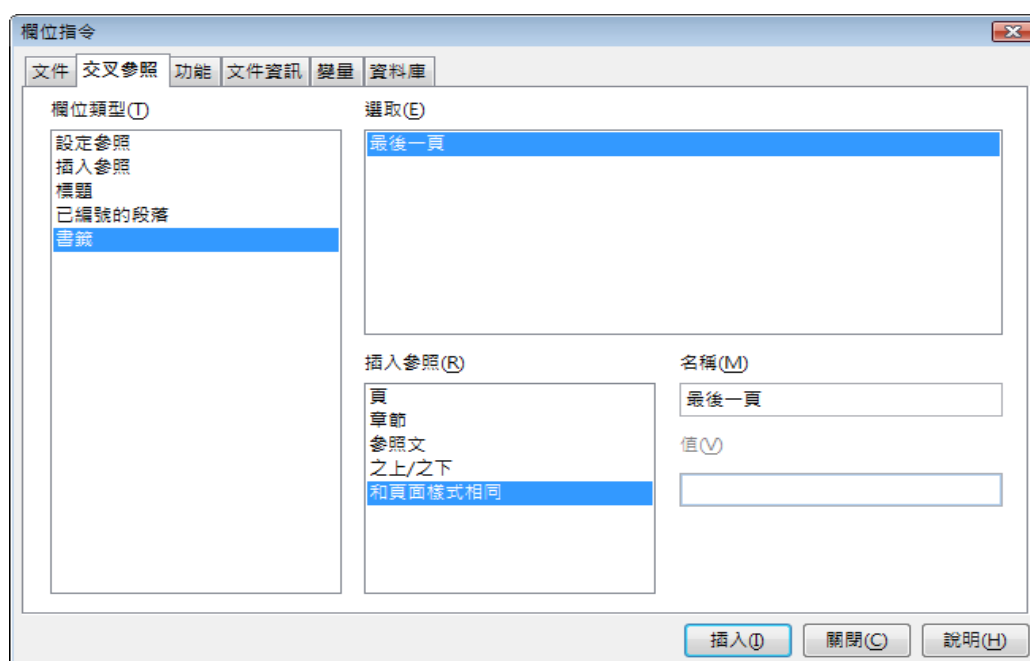 欄位指令
文件 交叉參照 功能 文件資訊 變量 資料庫
欄位類型(T)
設定參照
插入參照
標題
已編號的段落
書籤
選取(E)
最後一頁
插入參照(R)
頁
章節
參照文
之上/之下
和頁面樣式相同
名稱(M)
最後一頁
值(V)
插入(I) 關閉(C) 說明(H)